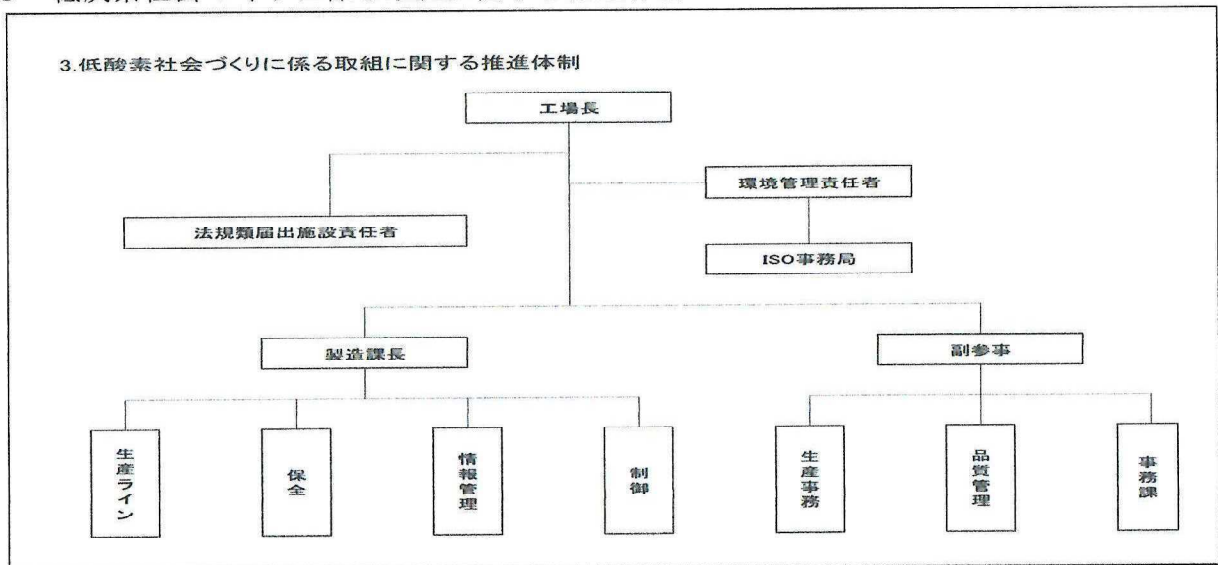 3.低酸素社会づくりに係る取組に関する推進体制
工場長
環境管理責任者
法規類届出施設責任者
ISO事務局
製造課長
副参事
生産ライン
保全
情報管理
制御
生産事務
品質管理
事務課